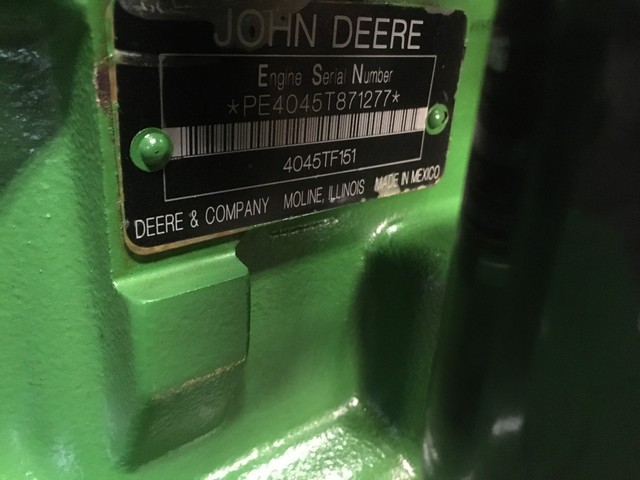 JOHN DEERE
Engine Serial Number
*PE4045T871277*
4045TF151
DEERE & COMPANY MOLINE, ILLINOIS MADE IN MEXICO